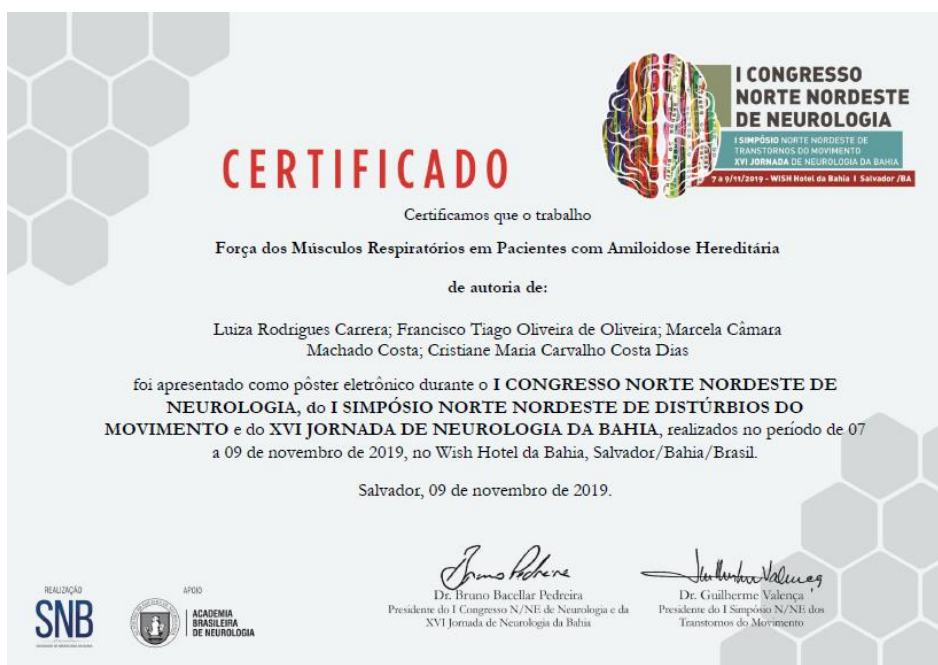 I CONGRESSO
NORTE NORDESTE
DE NEUROLOGIA
I SIMPÓSIO NORTE NORDESTE DE
TRANSTORNOS DO MOVIMENTO
XVI JORNADA DE NEUROLOGIA DA BAHIA
7 a 9/11/2019 - WISH Hotel da Bahia I Salvador /BA
CERTIFICADO
Certificamos que o trabalho
Força dos Músculos Respiratórios em Pacientes com Amiloidose Hereditária
de autoria de:
Luiza Rodrigues Carrera; Francisco Tiago Oliveira de Oliveira; Marcela Câmara
Machado Costa; Cristiane Maria Carvalho Costa Dias
foi apresentado como pôster eletrônico durante o I CONGRESSO NORTE NORDESTE DE
NEUROLOGIA, do I SIMPÓSIO NORTE NORDESTE DE DISTÚRBIOS DO
MOVIMENTO e do XVI JORNADA DE NEUROLOGIA DA BAHIA, realizados no período de 07
a 09 de novembro de 2019, no Wish Hotel da Bahia, Salvador/Bahia/Brasil.
Salvador, 09 de novembro de 2019.
Dr. Bruno Bacellar Pedreira
Presidente do I Congresso N/NE de Neurologia e da
XVI Jornada de Neurologia da Bahia
Dr. Guilherme Valença
Presidente do I Simpósio N/NE dos
Transtornos do Movimento
REALIZAÇÃO
SNB
APOIO
ACADEMIA
BRASILEIRA
DE NEUROLOGIA